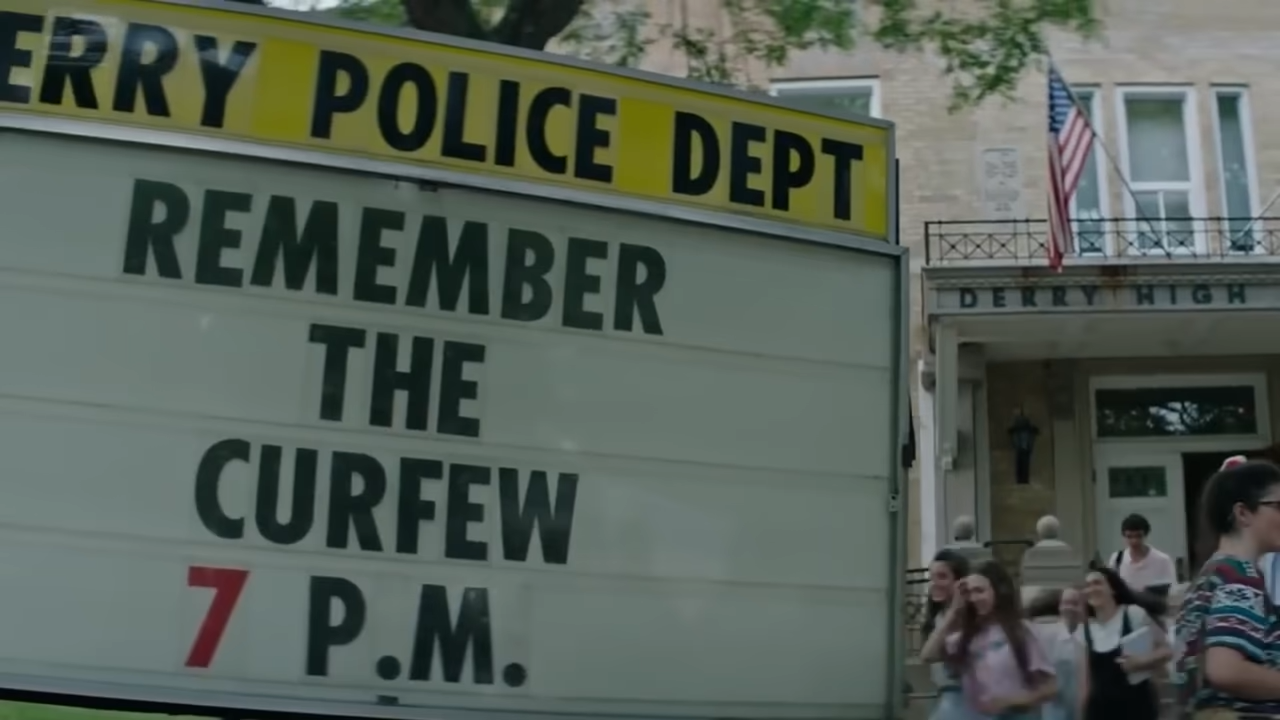 ERRY POLICE DEPT
REMEMBER
THE
CURFEW
7 P.M.
DERRY HIGH